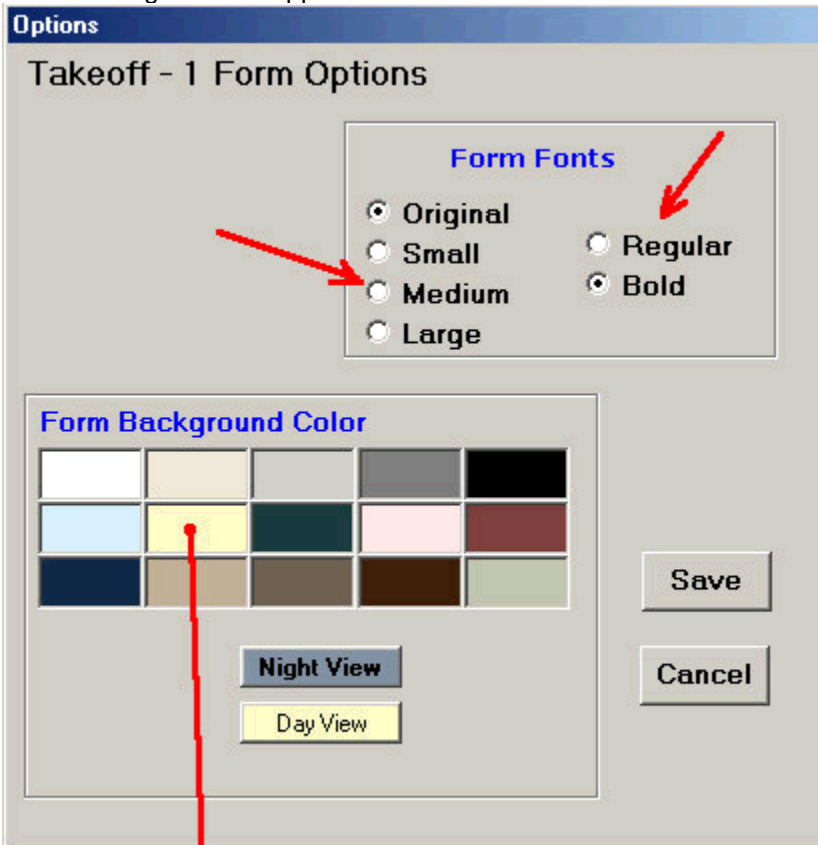 Options
Takeoff - 1 Form Options
Form Fonts
Original
Small
Medium
Large
Regular
Bold
Form Background Color
Night View
Day View
Save
Cancel